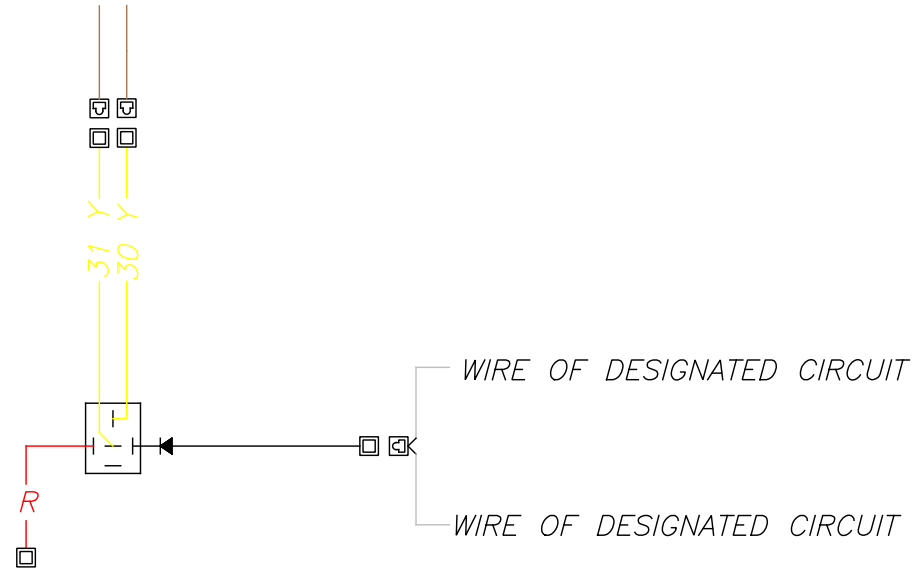 31 Y
30 Y
WIRE OF DESIGNATED CIRCUIT
R
WIRE OF DESIGNATED CIRCUIT